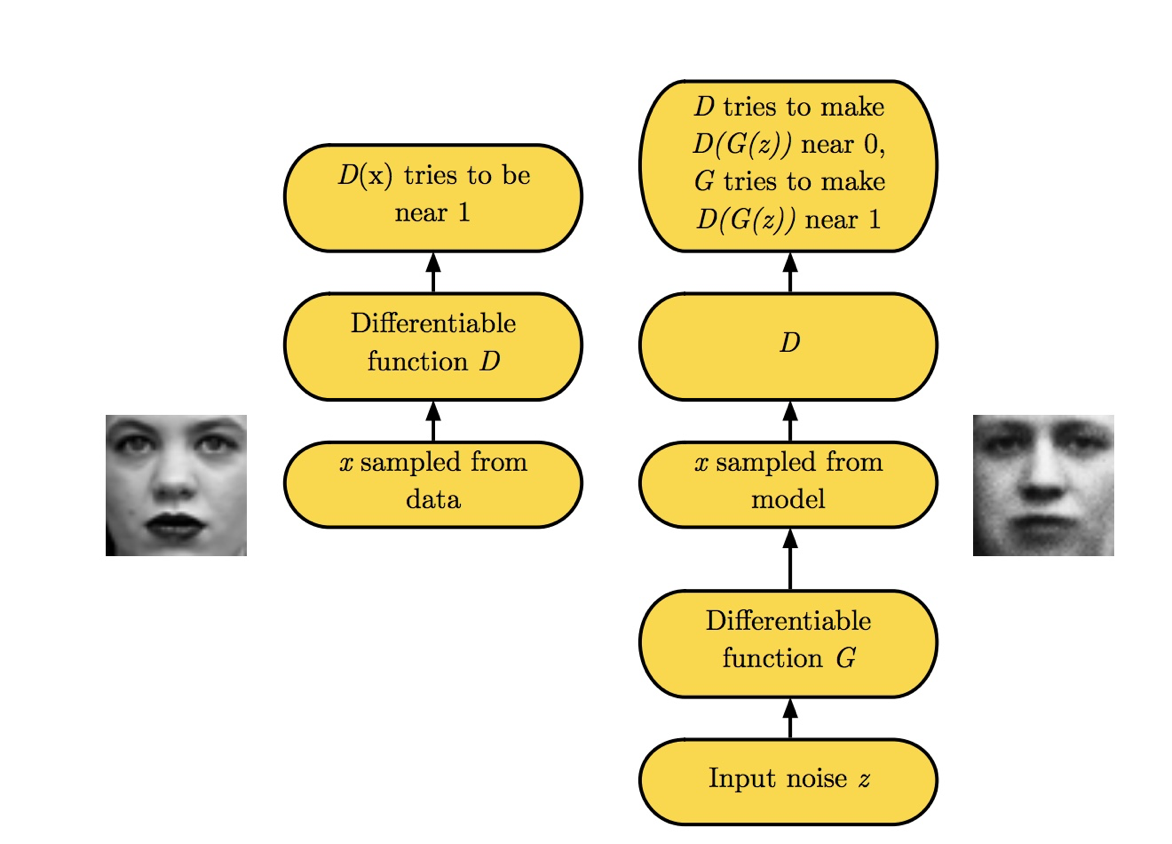 D(x) tries to be
near 1
Differentiable
function D
x sampled from
data
D tries to make
D(G(z)) near 0,
G tries to make
D(G(z)) near 1
D
x sampled from
model
Differentiable
function G
Input noise z